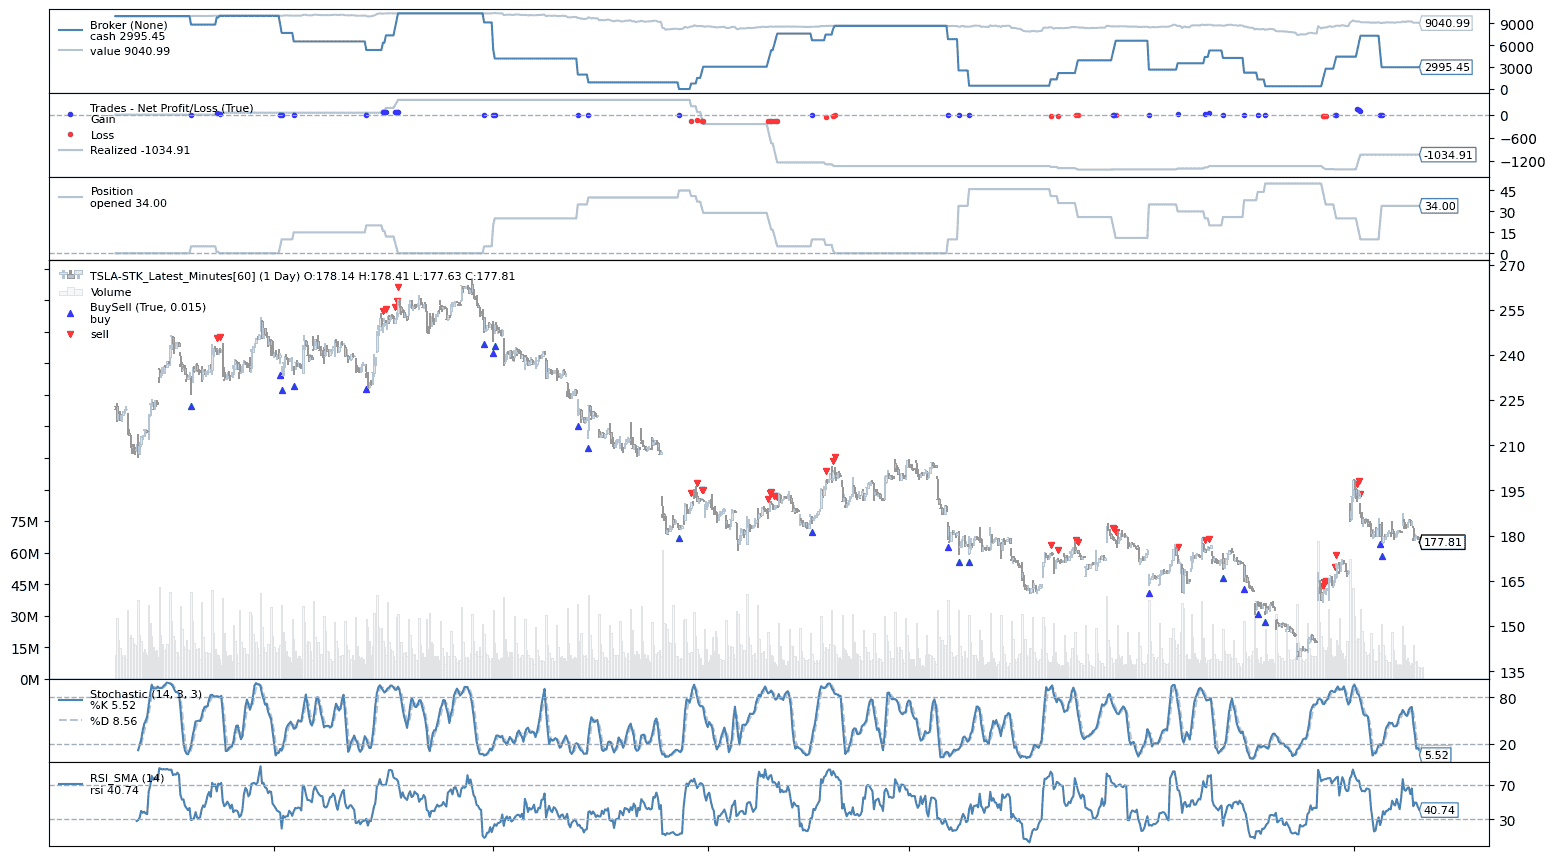 Broker (None)
cash 2995.45
value 9040.99
9040.99
2995.45
9000
6000
3000
0
Trades - Net Profit/Loss (True)
Gain
Loss
Realized -1034.91
-1034.91
0
−600
−1200
Position
opened 34.00
34.00
45
30
15
0
TSLA-STK_Latest_Minutes[60] (1 Day) O:178.14 H:178.41 L:177.63 C:177.81
Volume
BuySell (True, 0.015)
buy
sell
270
255
240
225
210
195
180
165
150
135
177.81
75M
60M
45M
30M
15M
0M
Stochastic (14, 3, 3)
%K 5.52
%D 8.56
80
20
5.52
RSI_SMA (14)
rsi 40.74
70
30
40.74